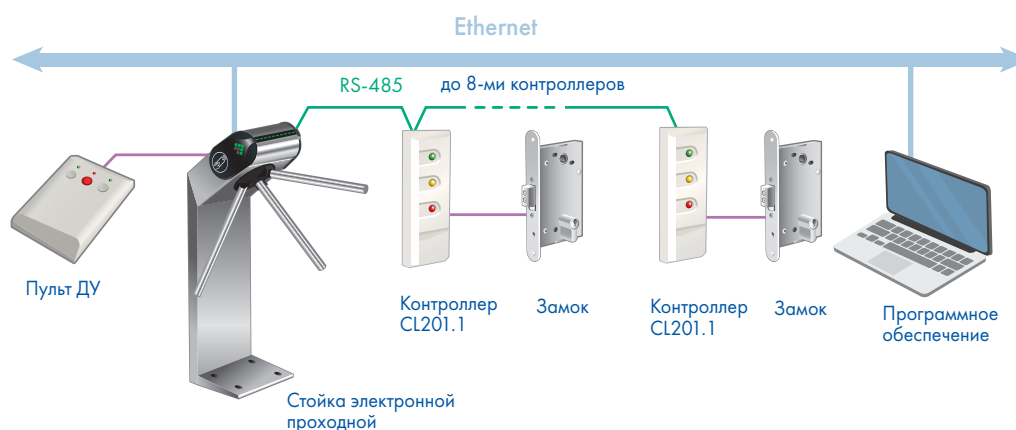 Ethernet
RS-485
до 8-ми контроллеров
Пульт ДУ
Контроллер
CL201.1
Замок
Контроллер
CL201.1
Замок
Программное
обеспечение
Стойка электронной
проходной